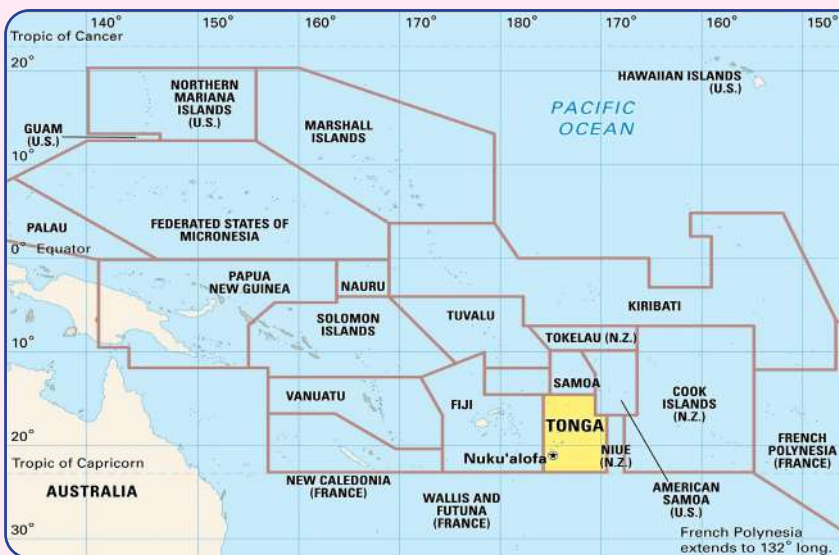 140°
150°
160°
170°
180°
170°
160°
150°
Tropic of Cancer
20°
NORTHERN
MARIANA
ISLANDS
(U.S.)
HAWAIIAN ISLANDS
(U.S.)
PACIFIC
OCEAN
GUAM
(U.S.)
MARSHALL
ISLANDS
10°
PALAU
FEDERATED STATES OF
MICRONESIA
0° Equator
PAPUA
NEW GUINEA
NAURU
KIRIBATI
SOLOMON
ISLANDS
TUVALU
TOKELAU (N.Z.)
10°
SAMOA
VANUATU
FIJI
COOK
ISLANDS
(N.Z.)
TONGA
20°
Nuku'alofa
NIUE
(N.Z.)
FRENCH
POLYNESIA
(FRANCE)
Tropic of Capricorn
NEW CALEDONIA
(FRANCE)
AUSTRALIA
WALLIS AND
FUTUNA
(FRANCE)
AMERICAN
SAMOA
(U.S.)
30°
French Polynesia
extends to 132° long.